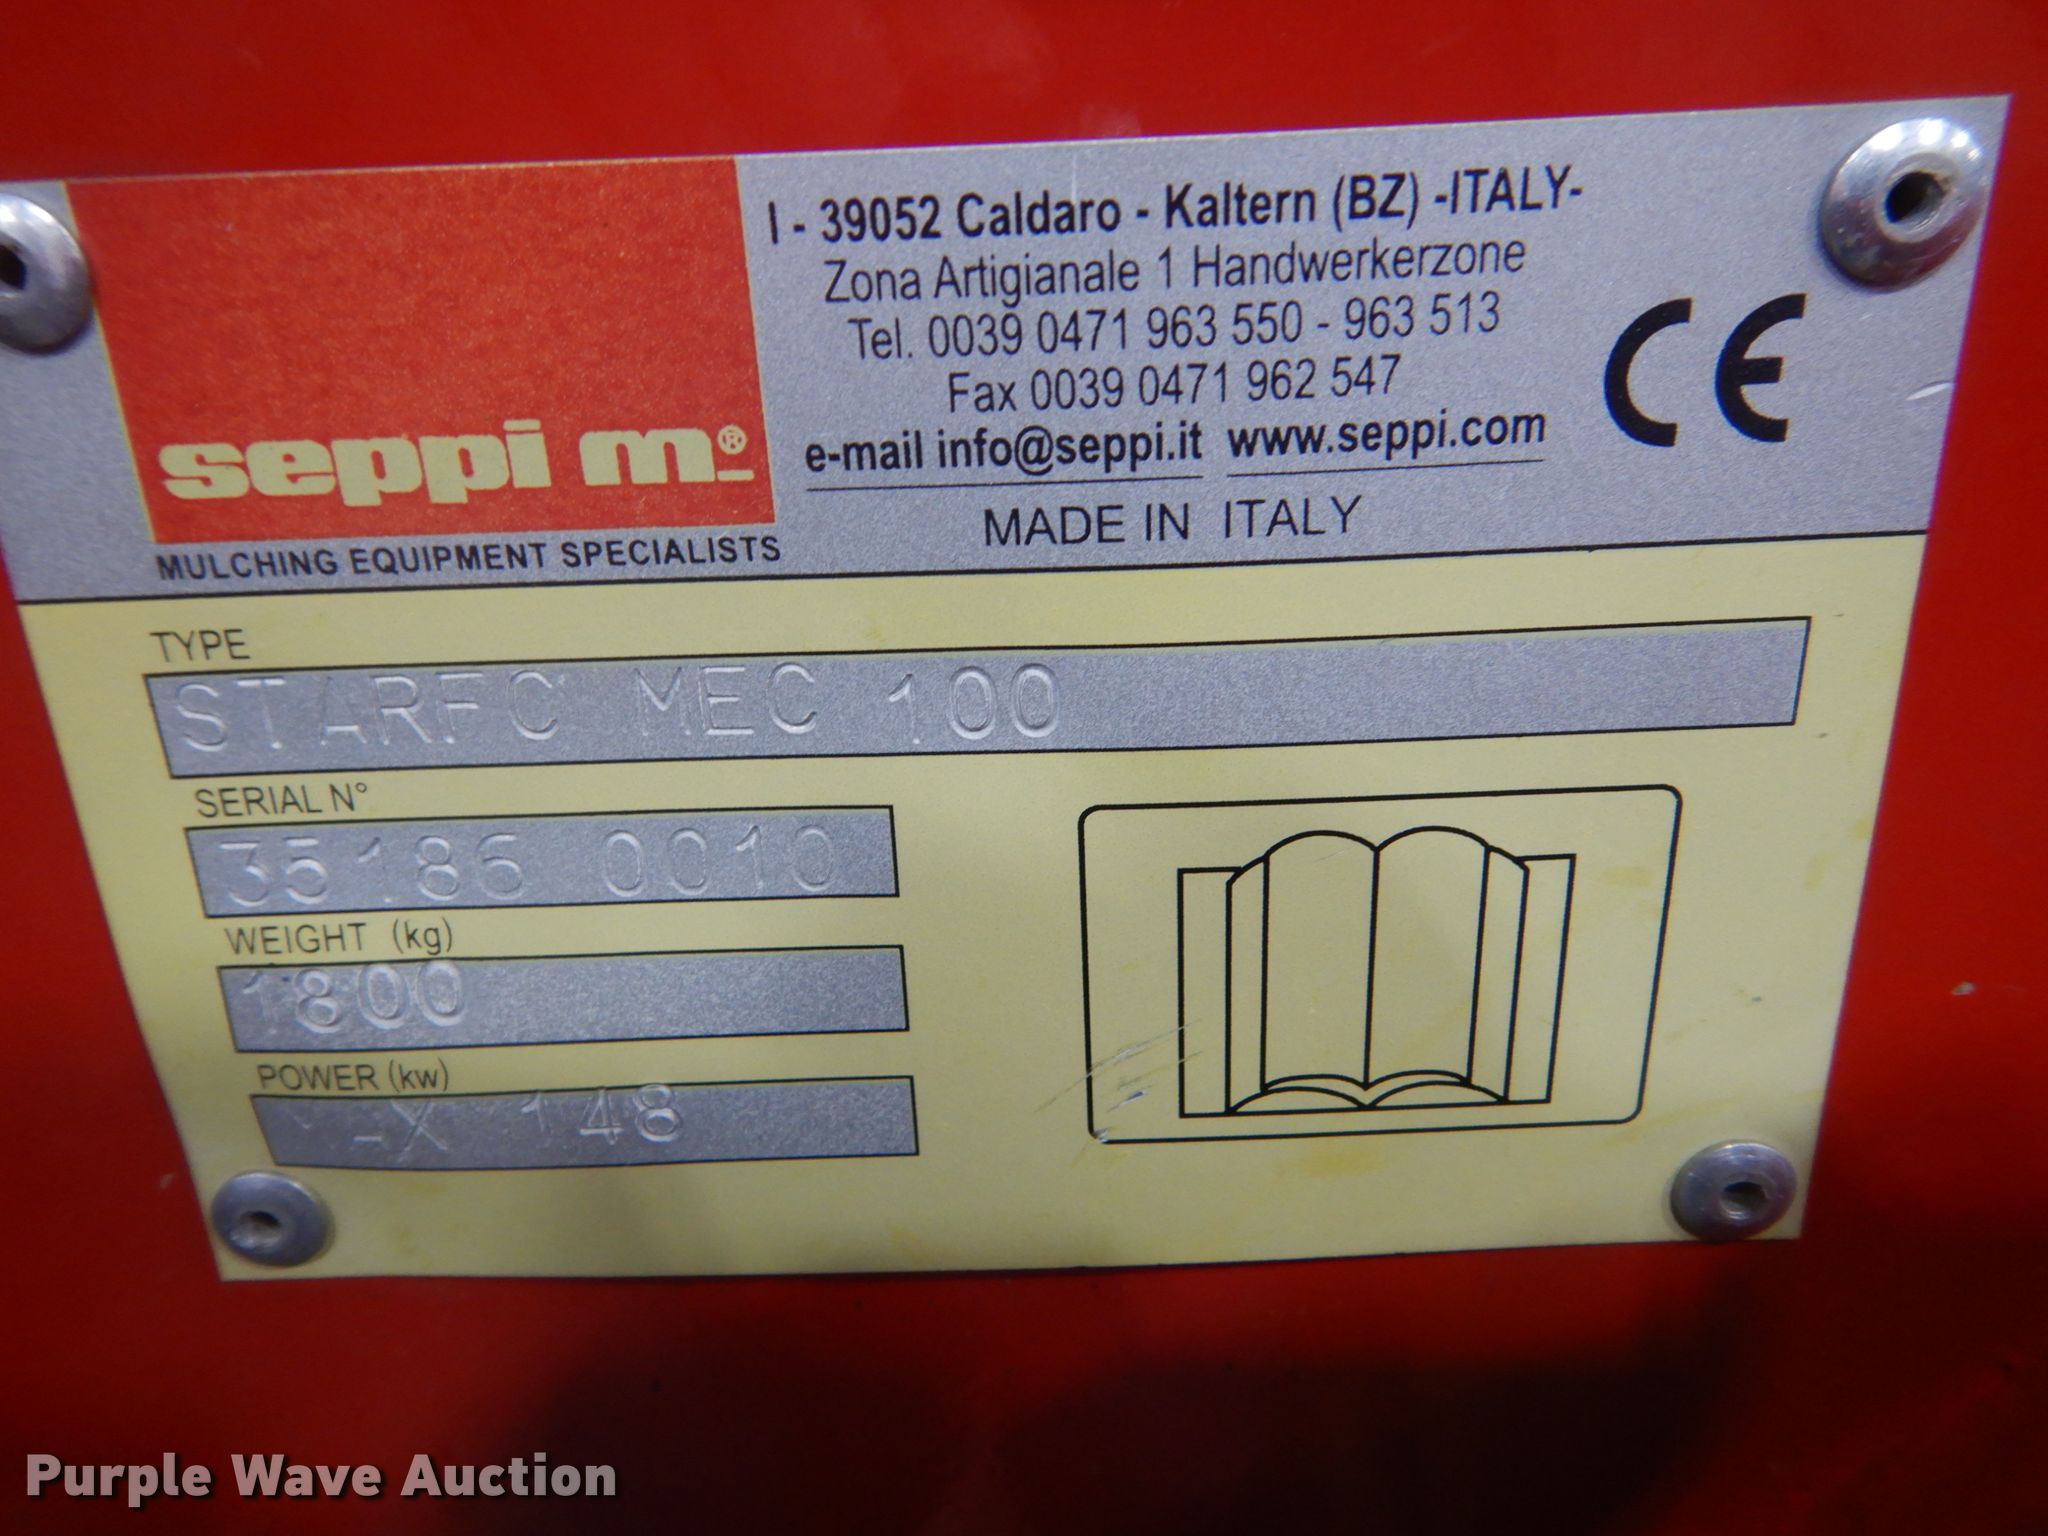 seppi m.®
MULCHING EQUIPMENT SPECIALISTS
I - 39052 Caldaro - Kaltern (BZ) -ITALY-
Zona Artigianale 1 Handwerkerzone
Tel. 0039 0471 963 550 - 963 513
Fax 0039 0471 962 547
e-mail info@seppi.it www.seppi.com
MADE IN ITALY
CE
TYPE
STARFC MEC 100
SERIAL N°
35186 0010
WEIGHT (kg)
1800
POWER (kw)
148
Purple Wave Auction